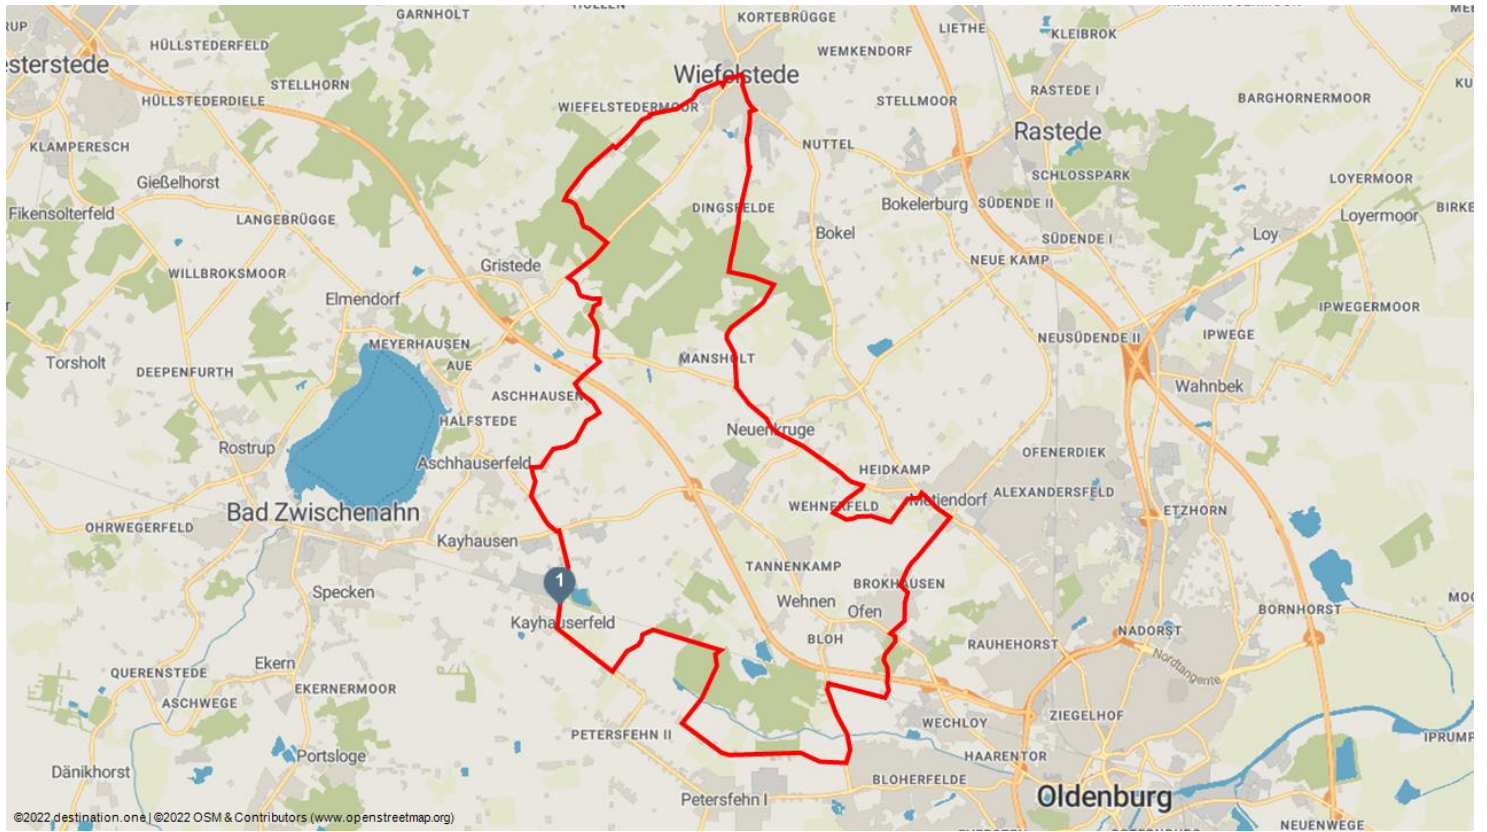 GARNHOLT
KORTEBRÜGGE
LIETHE
KLEIBROK
HÜLLSTEDERFELD
WEMKENDORF
esterstede
STELLHORN
Wiefelstede
RASTEDE I
HÜLLSTEDERDIELE
WIEFELSTEDERMOOR
STELLMOOR
BARGHORNERMOOR
Rastede
KLAMPERESCH
NUTTEL
Gießelhorst
SCHLOSSPARK
LOYERMOOR
Fikensolterfeld
LANGEBRÜGGE
DINGSFELDE
Bokelerburg
SÜDENDE II
Loyermoor
BIRKE
Bokel
SÜDENDE I
Loy
WILLBROKSMOOR
Gristede
NEUE KAMP
Elmendorf
IPWEGERMOOR
MEYERHAUSEN
NEUSÜDENDE II
IPWEGE
Torsholt
DEEPENFURTH
AUE
MANSHOLT
Wahnbek
ASCHHAUSEN
HALFSTEDE
Neuenkruge
Rostrup
Aschhauserfeld
HEIDKAMP
OFENERDIEK
Bad Zwischenahn
WEHNERFELD
Metjendorf
ALEXANDERSFELD
ETZHORN
OHRWEGERFELD
Kayhausen
TANNENKAMP
BROKHAUSEN
1
Specken
Wehnen
Ofen
BORNHORST
Kayhauserfeld
BLOH
RAUHEHORST
NADORST
Nordtangente
QUERENSTEDE
Ekern
EKERNERMOOR
ASCHWEGE
WECHLOY
ZIEGELHOF
PETERSFEHN II
IPRUMP
Portsloge
HAARENTOR
Dänikhorst
BLOHERFELDE
Petersfehn I
Oldenburg
©2022 destination.one | ©2022 OSM & Contributors (www.openstreetmap.org)
NEUENWEGE